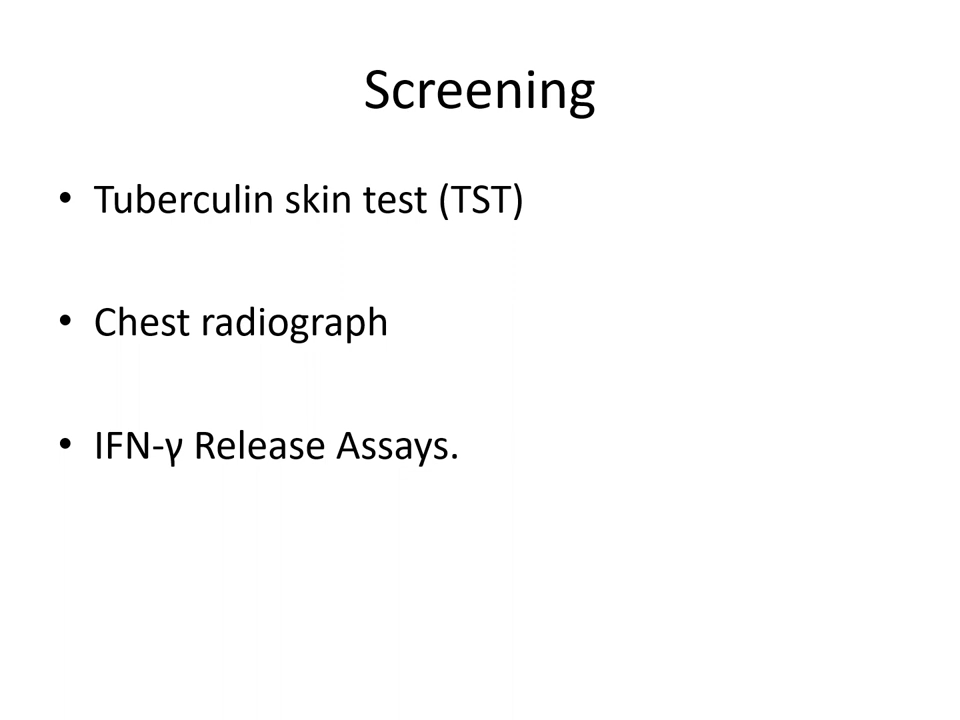 Screening
• Tuberculin skin test (TST)
• Chest radiograph
• IFN-γ Release Assays.